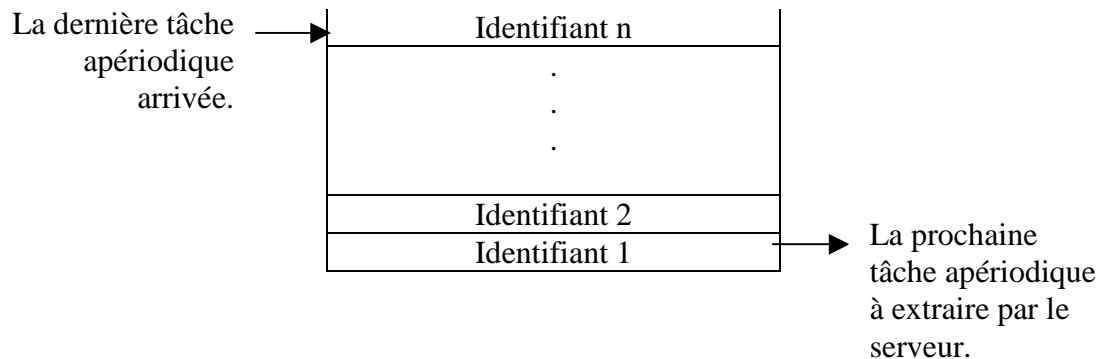 La dernière tâche
apériodique
arrivée.
Identifiant n
.
.
.
Identifiant 2
Identifiant 1
La prochaine
tâche apériodique
à extraire par le
serveur.